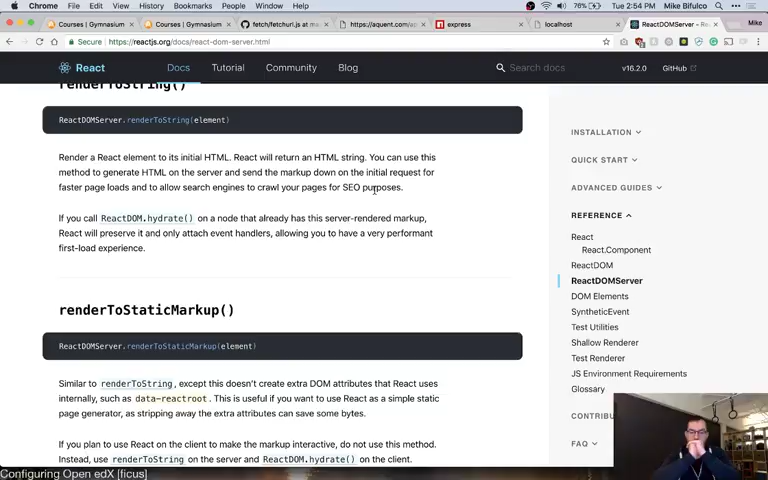 Chrome File Edit View History Bookmarks People Window Help
76% Tue 2:54 PM Mike Bifulco
Courses | Gymnasium
Courses | Gymnasium
fetch/fetchurl.js at m
https://aquent.com/
express
localhost
ReactDOMServer - React
Mike
Secure https://reactjs.org/docs/react-dom-server.html
React Docs Tutorial Community Blog Search Docs v16.2.0 GitHub
renderToString()
ReactDOMServer.renderToString(element)
Render a React element to its initial HTML. React will return an HTML string. You can use this
method to generate HTML on the server and send the markup down on the initial request for
faster page loads and to allow search engines to crawl your pages for SEO purposes.
If you call ReactDOM.hydrate() on a node that already has this server-rendered markup,
React will preserve it and only attach event handlers, allowing you to have a very performant
first-load experience.
renderToStaticMarkup()
ReactDOMServer.renderToStaticMarkup(element)
Similar to renderToString, except this doesn't create extra DOM attributes that React uses
internally, such as data-reactroot. This is useful if you want to use React as a simple static
page generator, as stripping away the extra attributes can save some bytes.
If you plan to use React on the client to make the markup interactive, do not use this method.
Instead, use renderToString on the server and ReactDOM.hydrate() on the client.
INSTALLATION
QUICK START
ADVANCED GUIDES
REFERENCE
React
React.Component
ReactDOM
ReactDOMServer
DOM Elements
SyntheticEvent
Test Utilities
Shallow Renderer
Test Renderer
JS Environment Requirements
Glossary
CONTRIBU
FAQ
Configuring Open edX [ficus]